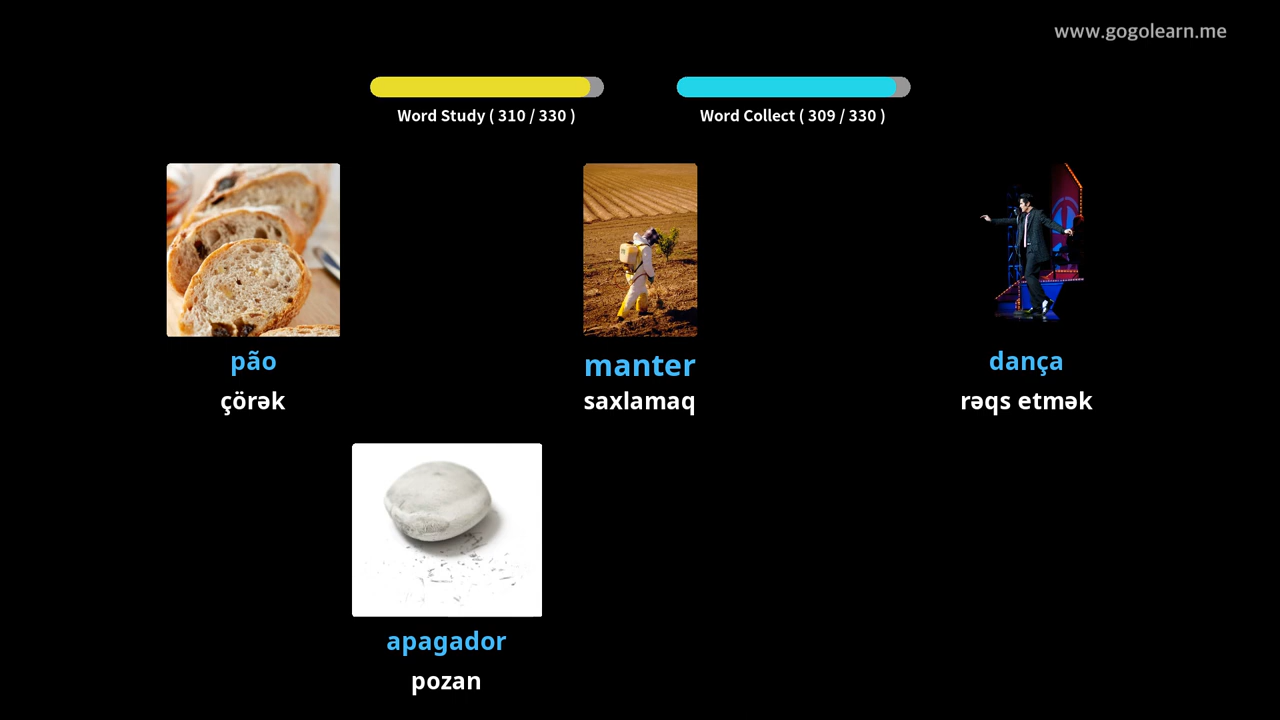 www.gogolearn.me
Word Study ( 310 / 330 )
Word Collect ( 309 / 330 )
pão
manter
dança
çörək
saxlamaq
rəqs etmək
apagador
pozan